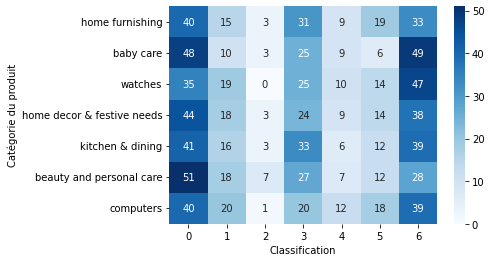 Catégorie du produit
home furnishing 40 15 3 31 9 19 33
baby care 48 10 3 25 9 6 49
watches 35 19 0 25 10 14 47
home decor & festive needs 44 18 3 24 9 14 38
kitchen & dining 41 16 3 33 6 12 39
beauty and personal care 51 18 7 27 7 12 28
computers 40 20 1 20 12 18 39
0 1 2 3 4 5 6
Classification
50
40
30
20
10
0